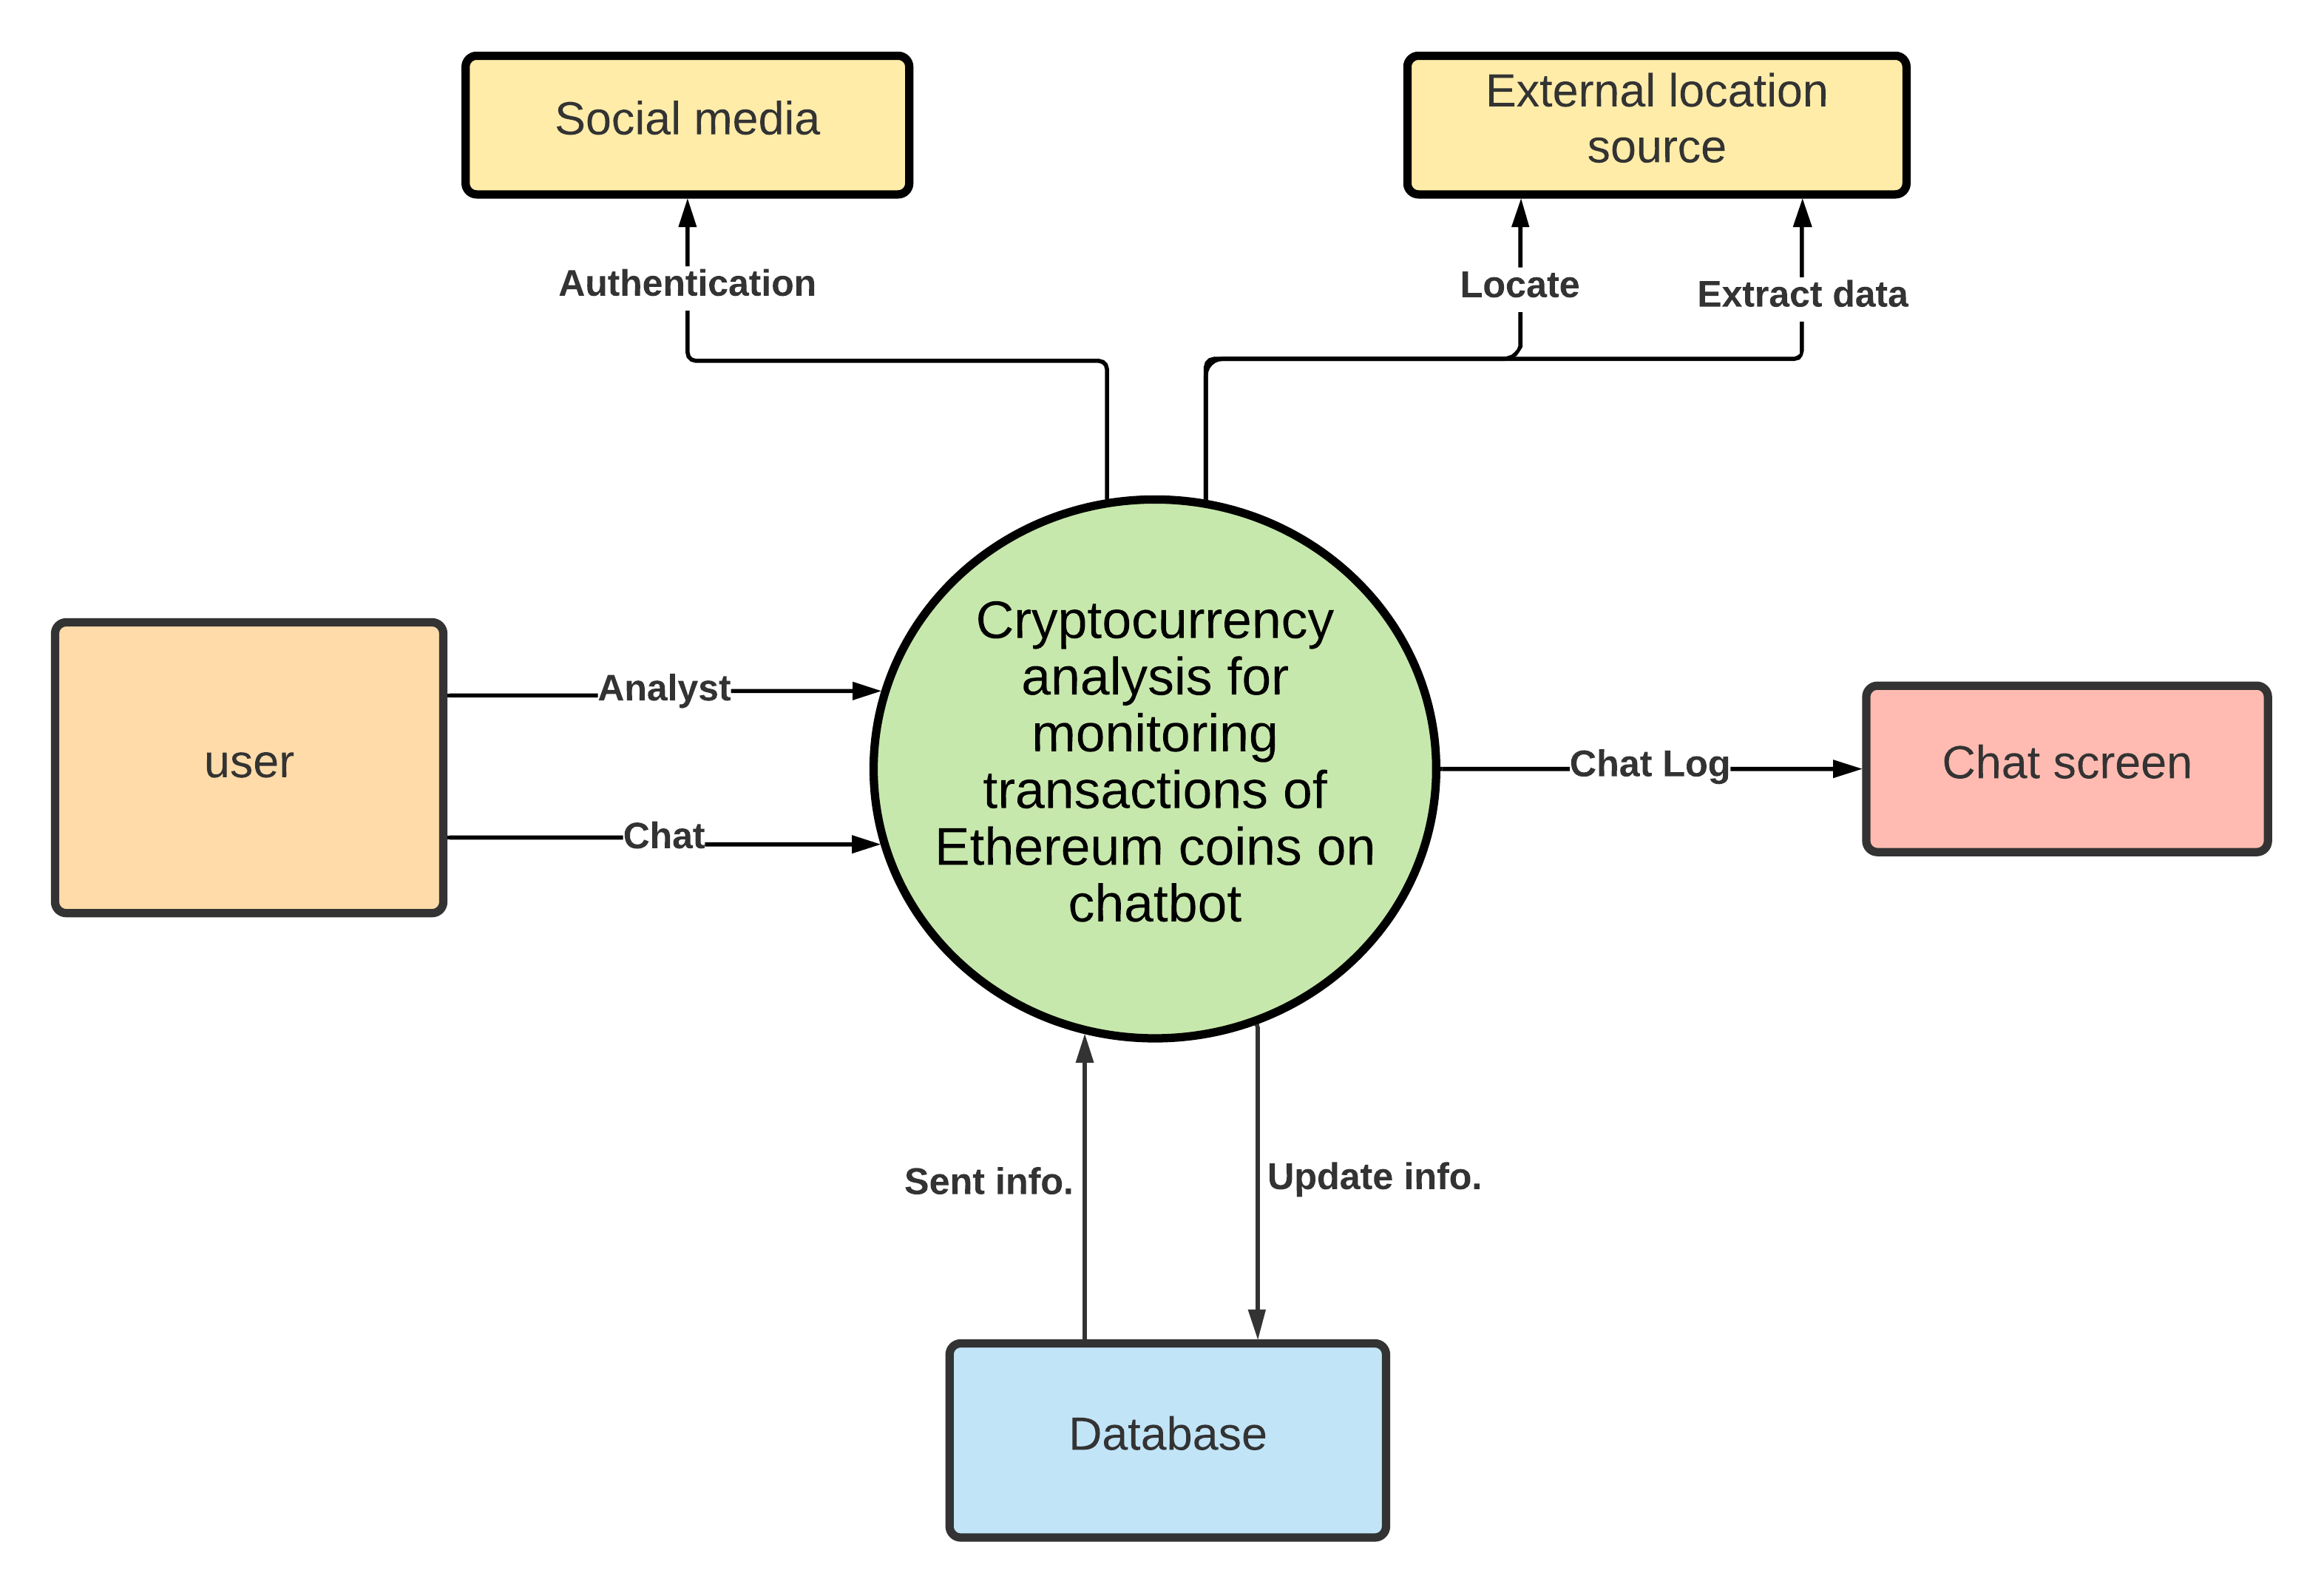 Social media
External location
source
Authentication
Locate
Extract data
Cryptocurrency
analysis for
monitoring
transactions of
Ethereum coins on
chatbot
user
Analyst
Chat
Chat Log
Chat screen
Sent info.
Update info.
Database